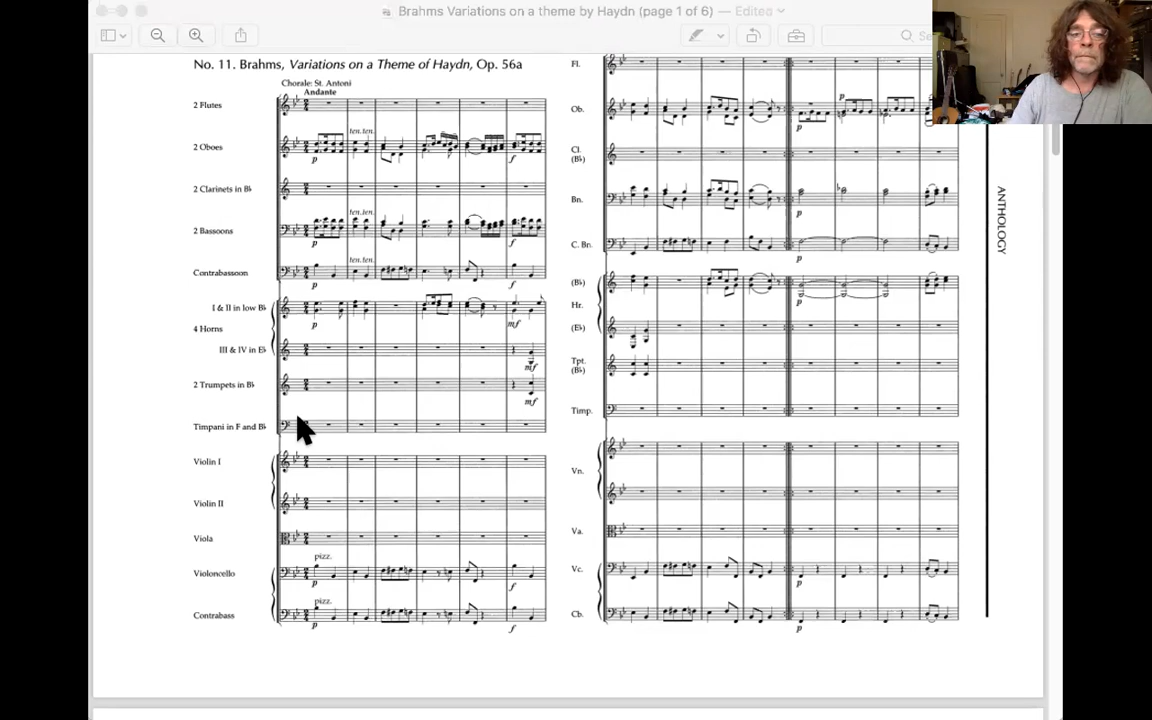 Brahms Variations on a theme by Haydn (page 1 of 6) — Edited
No. 11. Brahms, Variations on a Theme of Haydn, Op. 56a
Chorale: St. Antoni
Andante
2 Flutes
2 Oboes
ten. ten.
p
f
2 Clarinets in B♭
2 Bassoons
ten. ten.
p
f
Contrabassoon
ten. ten.
p
f
I & II in low B♭
p
mf
4 Horns
III & IV in E♭
mf
2 Trumpets in B♭
mf
Timpani in F and B♭
Violin I
Violin II
Viola
Violoncello
pizz.
p
f
Contrabass
pizz.
p
f
Fl.
Ob.
p
p
Cl.
(B♭)
Bn.
p
C. Bn.
p
(B♭)
Hr.
p
(E♭)
Tpt.
(B♭)
Timp.
Vn.
Va.
Vc.
p
Cb.
p
ANTHOLOGY